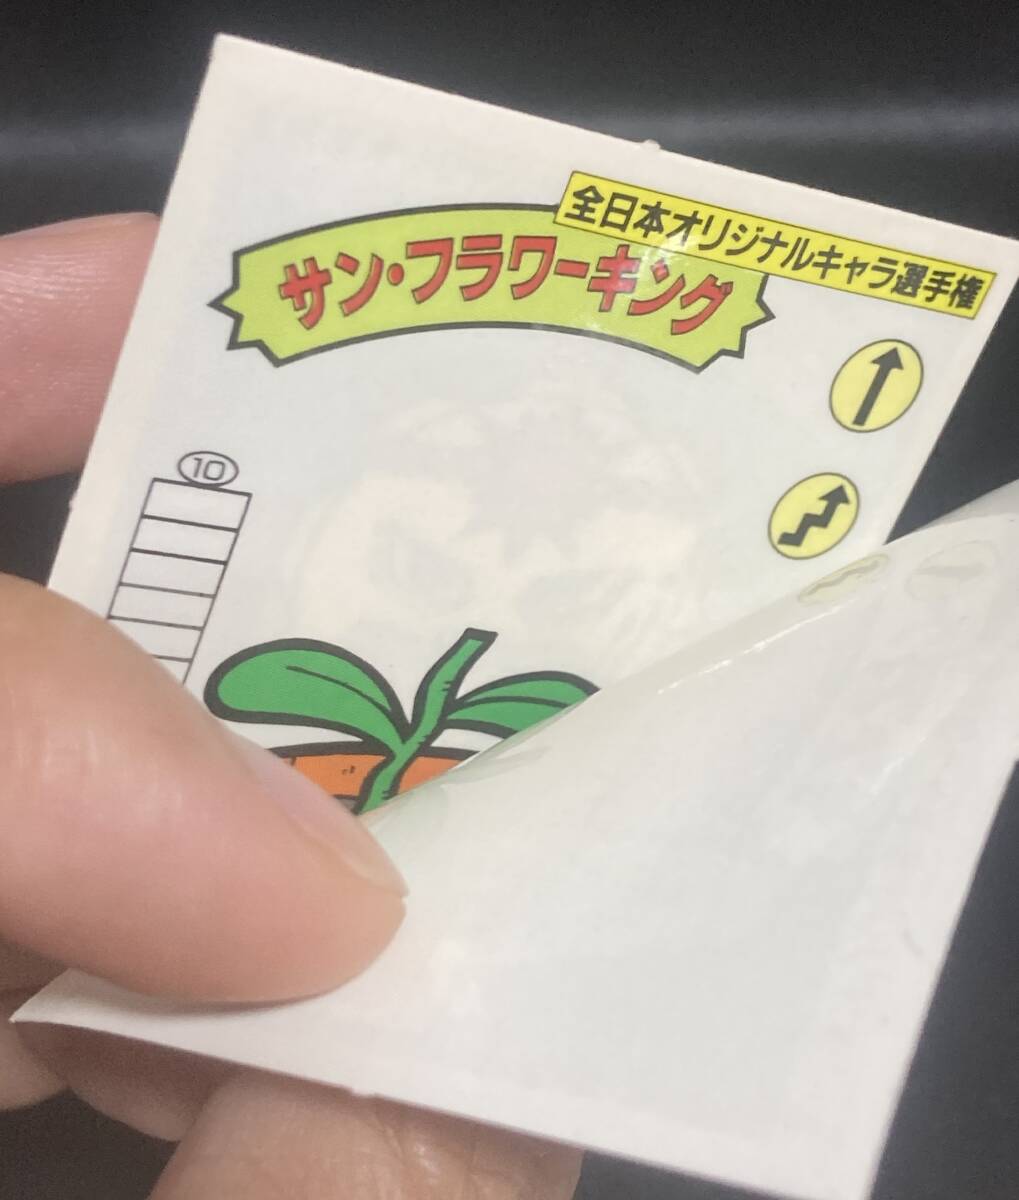 全日本オリジナルキャラ選手権
サン・フラワーキング
10